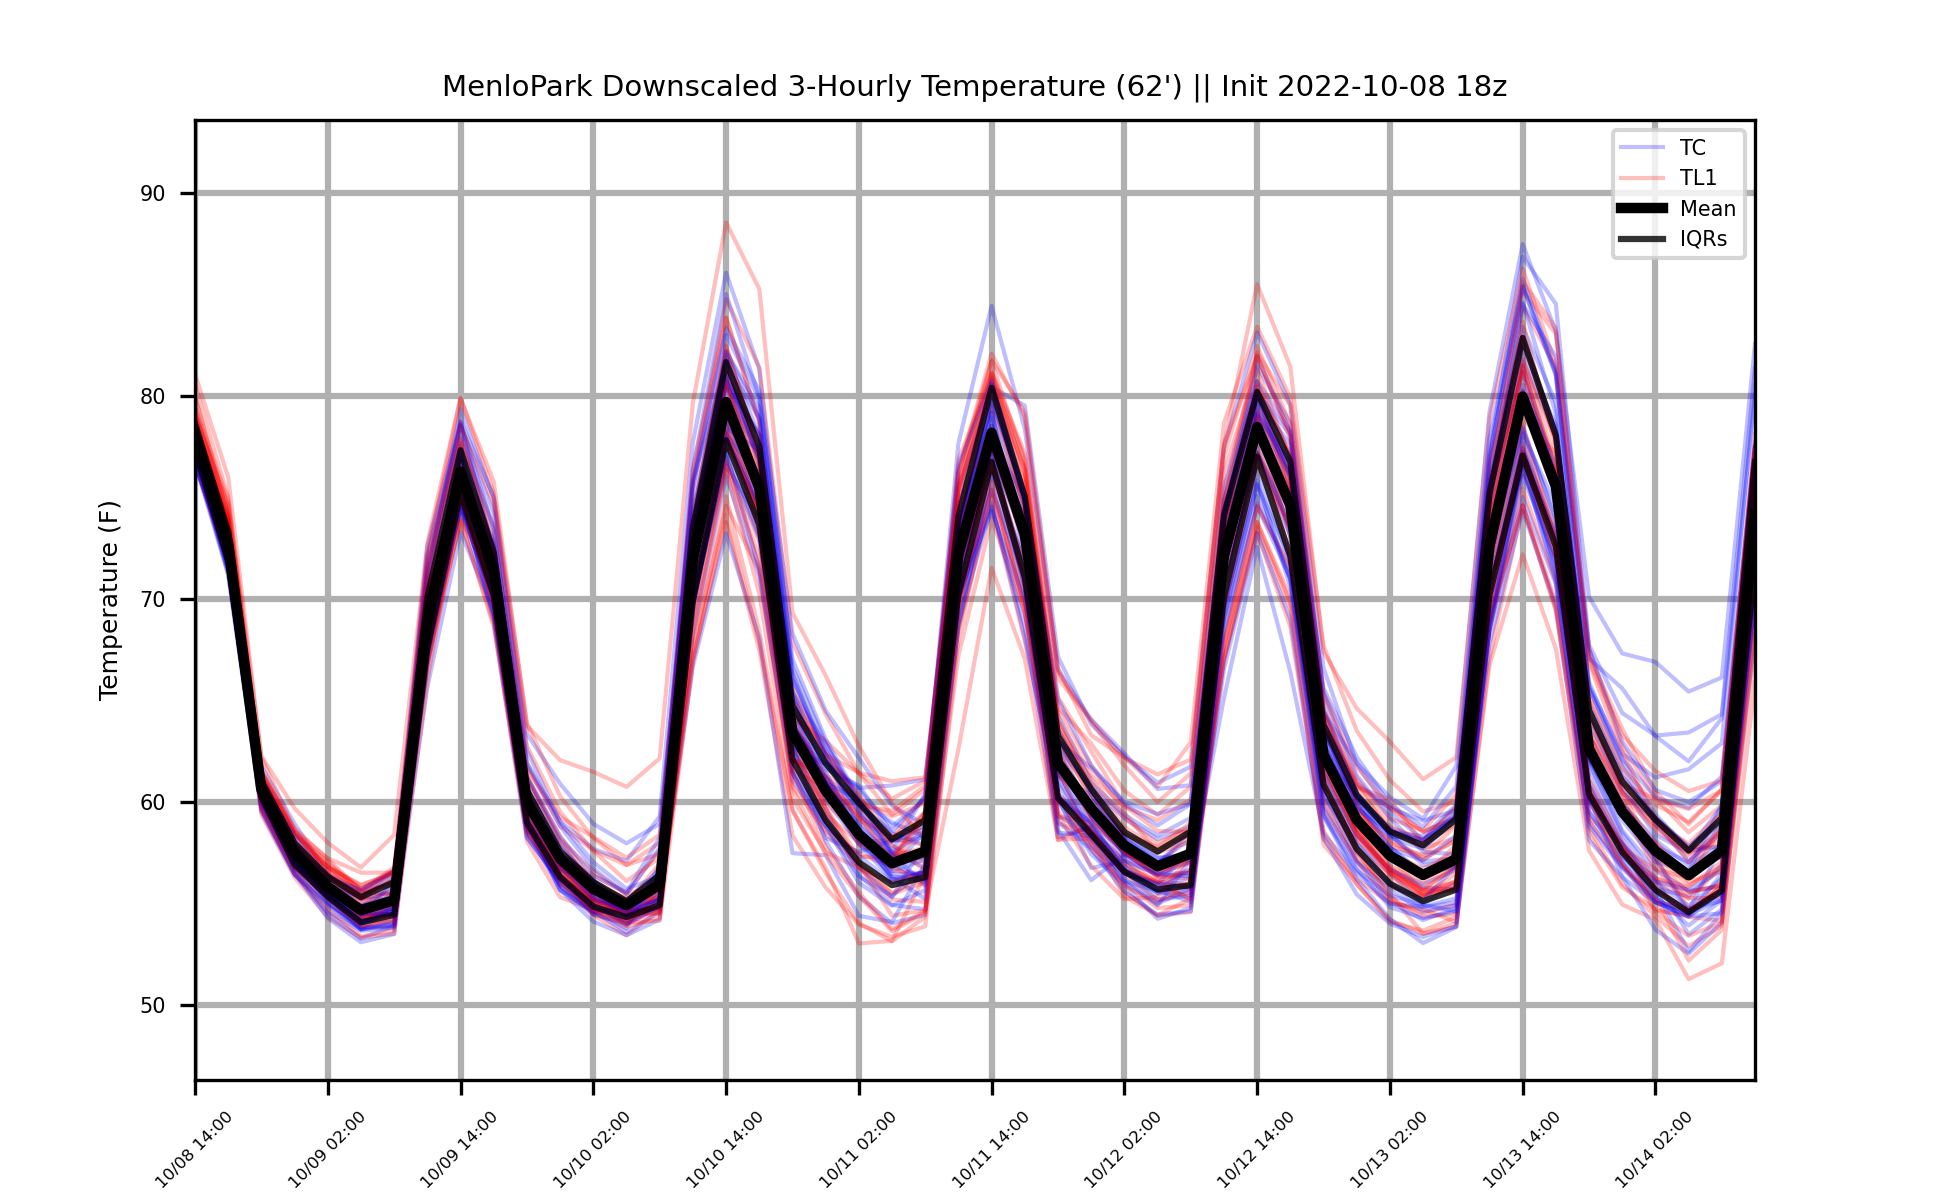 MenloPark Downscaled 3-Hourly Temperature (62') || Init 2022-10-08 18z
TC
TL1
Mean
IQRs
Temperature (F)
90
80
70
60
50
10/08 14:00
10/09 02:00
10/09 14:00
10/10 02:00
10/10 14:00
10/11 02:00
10/11 14:00
10/12 02:00
10/12 14:00
10/13 02:00
10/13 14:00
10/14 02:00